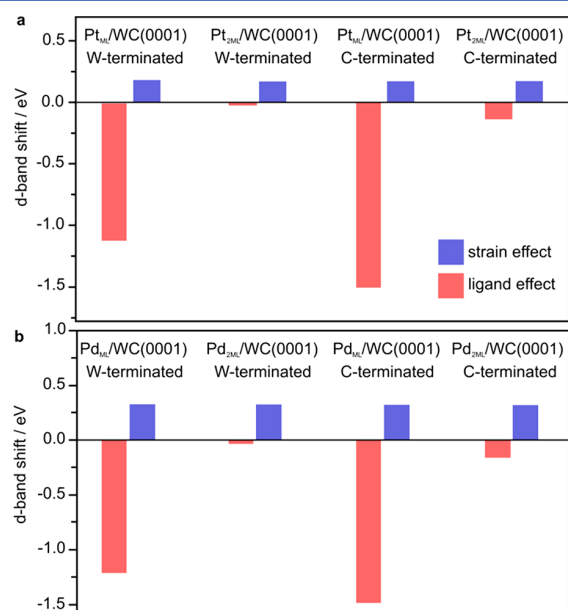 a
Pt_ML/WC(0001) Pt_2ML/WC(0001) Pt_ML/WC(0001) Pt_2ML/WC(0001)
W-terminated W-terminated C-terminated C-terminated
0.5
0.0
-0.5
-1.0
-1.5
d-band shift / eV
strain effect
ligand effect
b
1.0
Pd_ML/WC(0001) Pd_2ML/WC(0001) Pd_ML/WC(0001) Pd_2ML/WC(0001)
W-terminated W-terminated C-terminated C-terminated
0.5
0.0
-0.5
-1.0
-1.5
d-band shift / eV